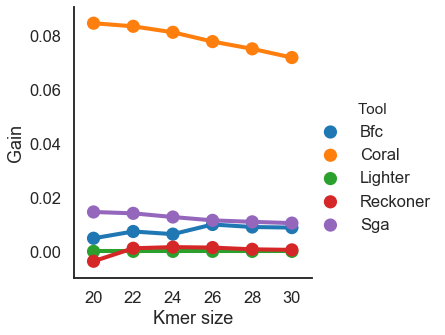 0.08
0.06
0.04
0.02
0.00
Gain
20 22 24 26 28 30
Kmer size
Tool
Bfc
Coral
Lighter
Reckoner
Sga